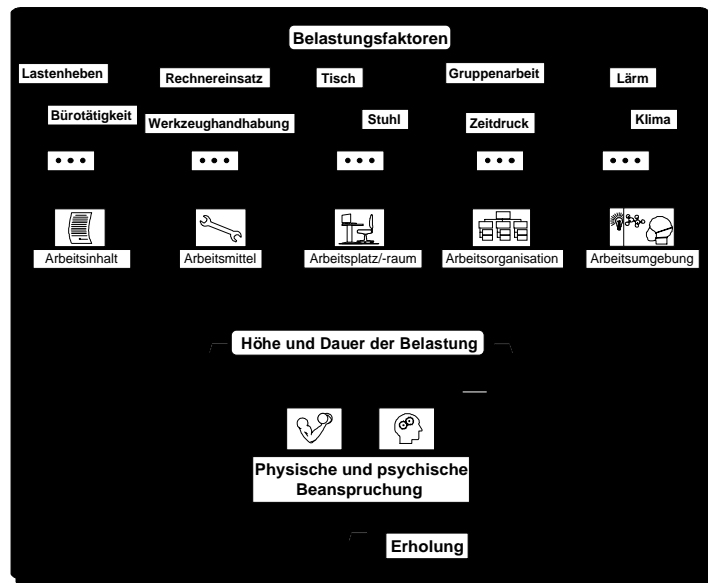 Belastungsfaktoren
Lastenheben
Rechnereinsatz
Tisch
Gruppenarbeit
Lärm
Bürotätigkeit
Werkzeughandhabung
Stuhl
Zeitdruck
Klima
• • •
• • •
• • •
• • •
• • •
Arbeitsinhalt
Arbeitsmittel
Arbeitsplatz/-raum
Arbeitsorganisation
Arbeitsumgebung
Höhe und Dauer der Belastung
Physische und psychische
Beanspruchung
Erholung